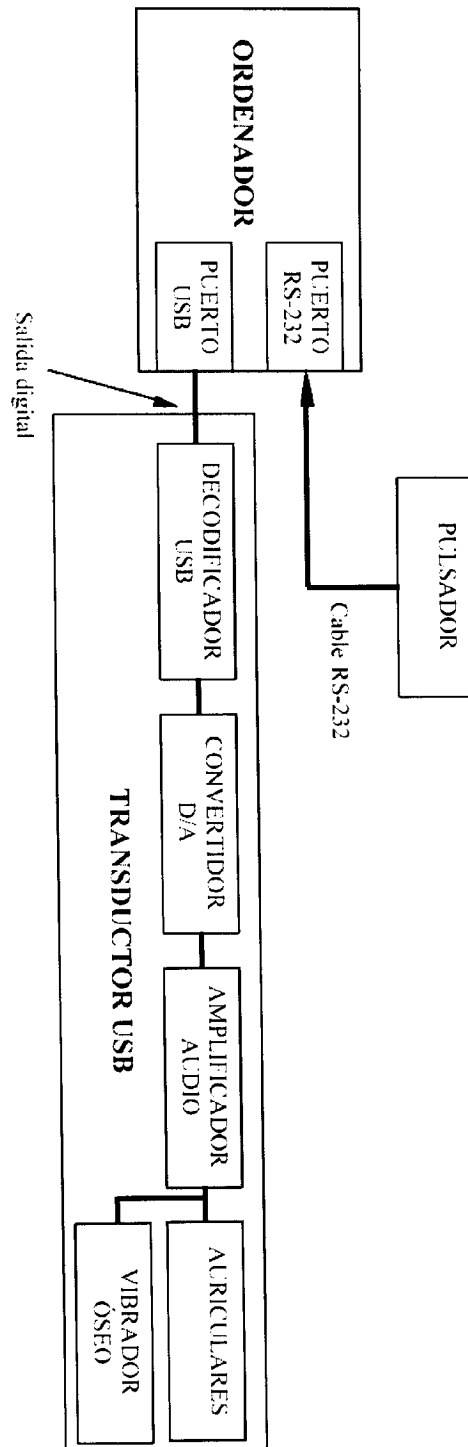 ORDENADOR
PUERTO
RS-232
PUERTO
USB
PULSADOR
Cable RS-232
Salida digital
DECODIFICADOR
USB
CONVERTIDOR
D/A
AMPLIFICADOR
AUDIO
AURICULARES
VIBRADOR
ÓSEO
TRANSDUCTOR USB